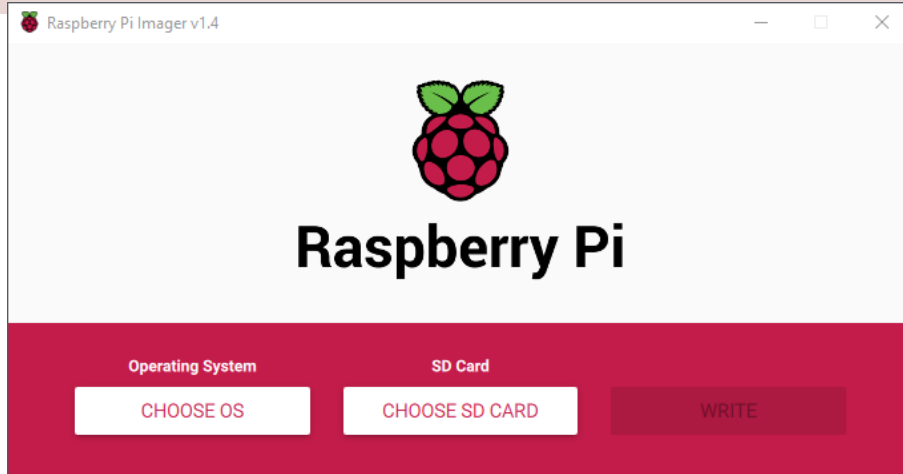 Raspberry Pi Imager v1.4
Raspberry Pi
Operating System
SD Card
CHOOSE OS
CHOOSE SD CARD
WRITE